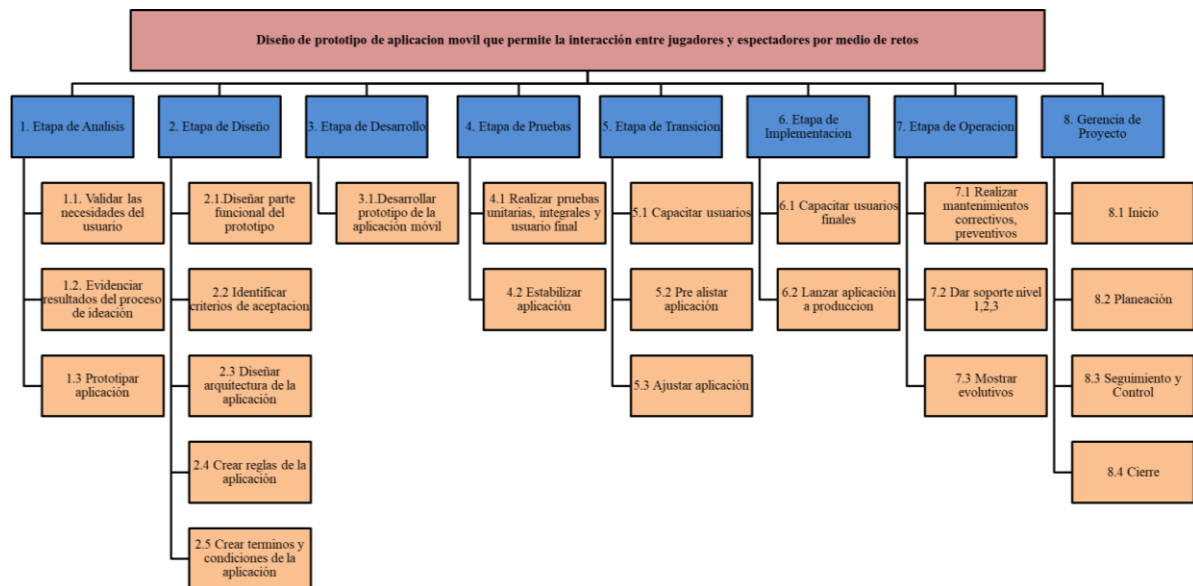 Diseño de prototipo de aplicacion movil que permite la interacción entre jugadores y espectadores por medio de retos
1. Etapa de Analisis
2. Etapa de Diseño
3. Etapa de Desarrollo
4. Etapa de Pruebas
5. Etapa de Transicion
6. Etapa de
Implementacion
7. Etapa de Operacion
8. Gerencia de
Proyecto
1.1. Validar las
necesidades del
usuario
1.2. Evidenciar
resultados del proceso
de ideación
1.3 Prototipar
aplicación
2.1.Diseñar parte
funcional del
prototipo
2.2 Identificar
criterios de aceptacion
2.3 Diseñar
arquitectura de la
aplicación
2.4 Crear reglas de la
aplicación
2.5 Crear terminos y
condiciones de la
aplicación
3.1.Desarrollar
prototipo de la
aplicación móvil
4.1 Realizar pruebas
unitarias, integrales y
usuario final
4.2 Estabilizar
aplicación
5.1 Capacitar usuarios
5.2 Pre alistar
aplicación
5.3 Ajustar aplicación
6.1 Capacitar usuarios
finales
6.2 Lanzar aplicación
a produccion
7.1 Realizar
mantenimientos
correctivos,
preventivos
7.2 Dar soporte nivel
1,2,3
7.3 Mostrar
evolutivos
8.1 Inicio
8.2 Planeación
8.3 Seguimiento y
Control
8.4 Cierre